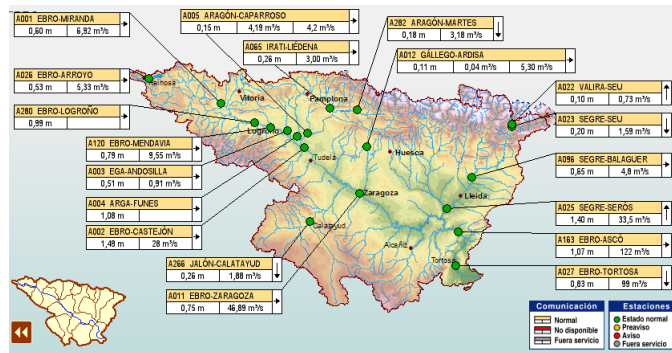 A001 EBRO-MIRANDA
0,60 m 6,92 m³/s
A005 ARAGÓN-CAPARROSO
0,15 m 4,19 m³/s 4,2 m³/s
A065 IRATI-LIÉDENA
0,26 m 3,00 m³/s
A282 ARAGÓN-MARTES
0,18 m 3,18 m³/s
A012 GÁLLEGO-ARDISA
0,11 m 0,04 m³/s 5,30 m³/s
A026 EBRO-ARROYO
0,53 m 5,33 m³/s
A280 EBRO-LOGROÑO
0,99 m
A120 EBRO-MENDAVIA
0,79 m 9,55 m³/s
A003 EGA-ANDOSILLA
0,51 m 0,91 m³/s
A004 ARGA-FUNES
1,08 m
A002 EBRO-CASTEJÓN
1,49 m 28 m³/s
A266 JALÓN-CALATAYUD
0,26 m 1,88 m³/s
A011 EBRO-ZARAGOZA
0,75 m 46,89 m³/s
A022 VALIRA-SEU
0,10 m 0,73 m³/s
A023 SEGRE-SEU
0,20 m 1,59 m³/s
A096 SEGRE-BALAGUER
0,65 m 4,8 m³/s
A025 SEGRE-SERÓS
1,40 m 33,5 m³/s
A163 EBRO-ASCÓ
1,07 m 122 m³/s
A027 EBRO-TORTOSA
0,83 m 99 m³/s
Reinosa
Vitoria
Pamplona
Logroño
Tudela
Huesca
Zaragoza
Lleida
Calatayud
Alcañiz
Tortosa
Comunicación
Normal
No disponible
Fuera servicio
Estaciones
Estado normal
Preaviso
Aviso
Fuera servicio